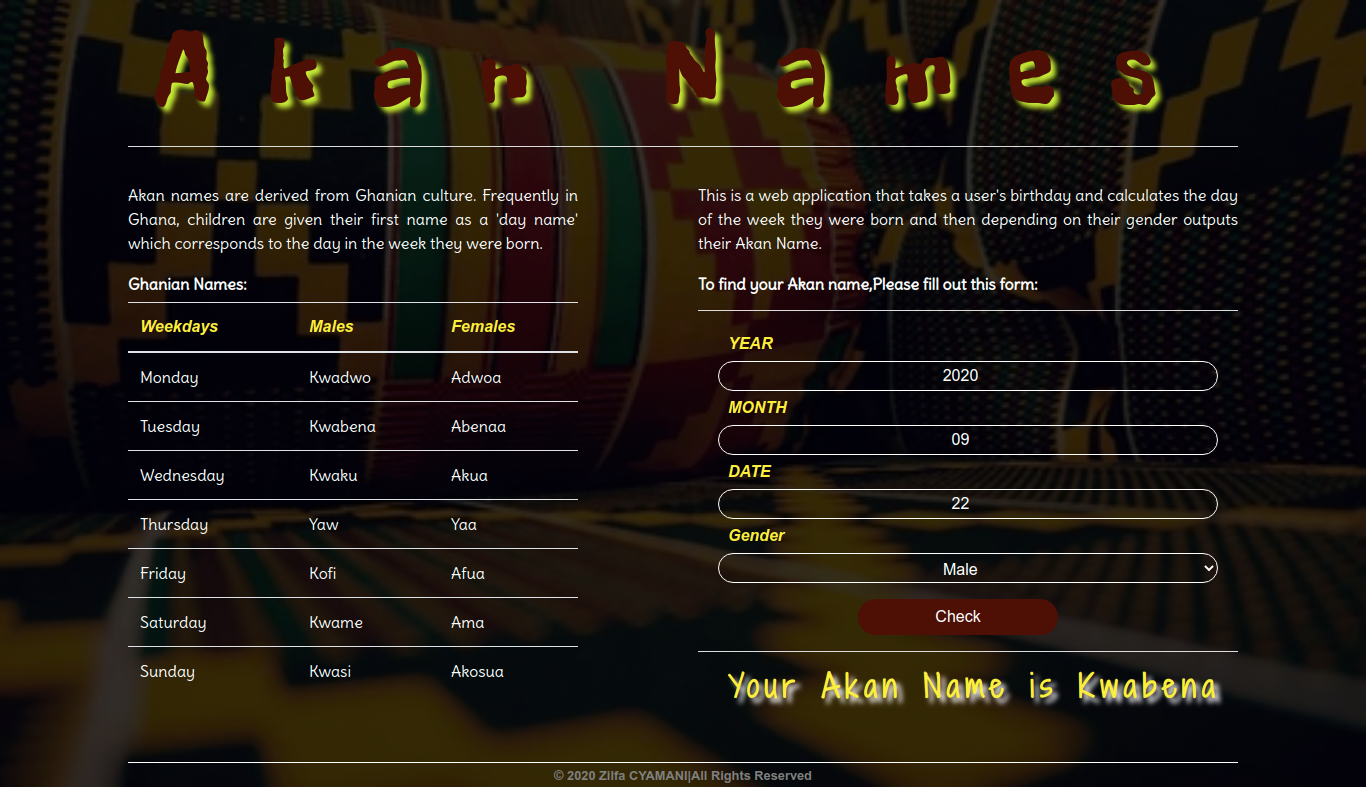 Akan Names
Akan names are derived from Ghanian culture. Frequently in
Ghana, children are given their first name as a 'day name'
which corresponds to the day in the week they were born.
Ghanian Names:
Weekdays Males Females
Monday Kwadwo Adwoa
Tuesday Kwabena Abenaa
Wednesday Kwaku Akua
Thursday Yaw Yaa
Friday Kofi Afua
Saturday Kwame Ama
Sunday Kwasi Akosua
This is a web application that takes a user's birthday and calculates the day
of the week they were born and then depending on their gender outputs
their Akan Name.
To find your Akan name,Please fill out this form:
YEAR
2020
MONTH
09
DATE
22
Gender
Male
Check
Your Akan Name is Kwabena
© 2020 Zilfa CYAMANI|All Rights Reserved